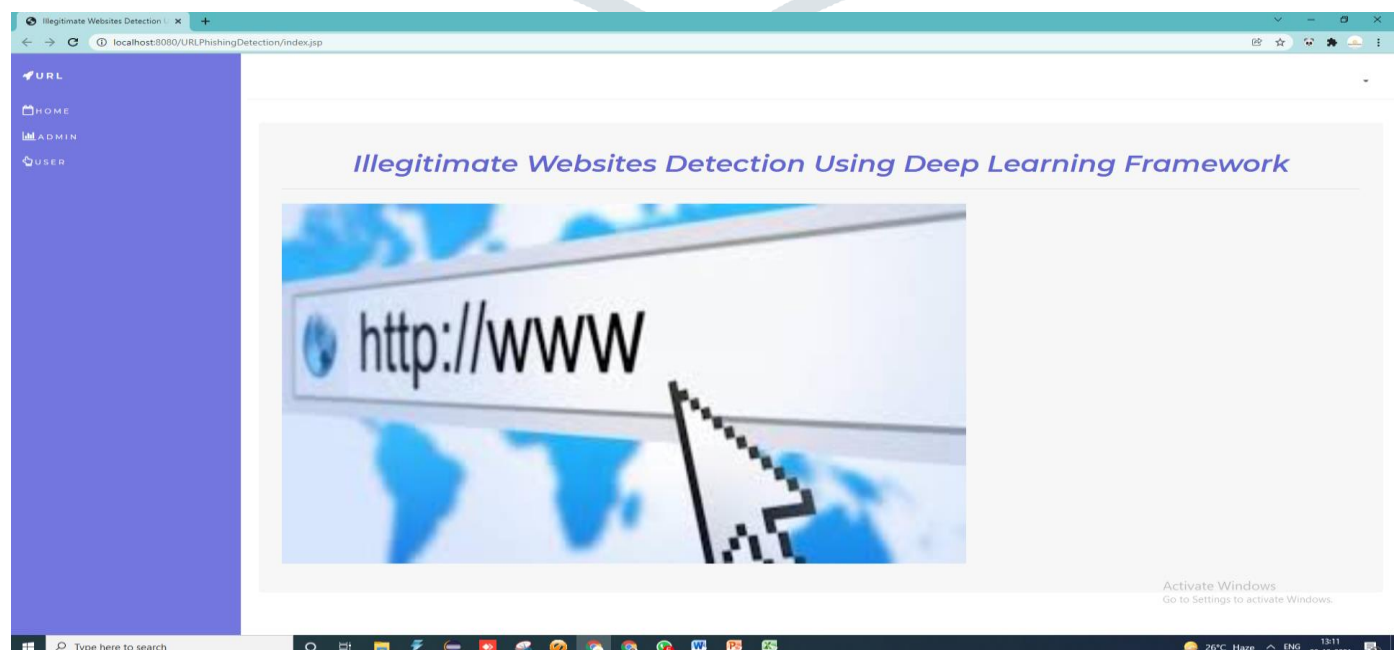 Illegitimate Websites Detection U
localhost:8080/URLPhishingDetection/index.jsp
URL
HOME
ADMIN
USER
Illegitimate Websites Detection Using Deep Learning Framework
http://www
Activate Windows
Go to Settings to activate Windows.
Type here to search
26°C Haze
ENG
13:11